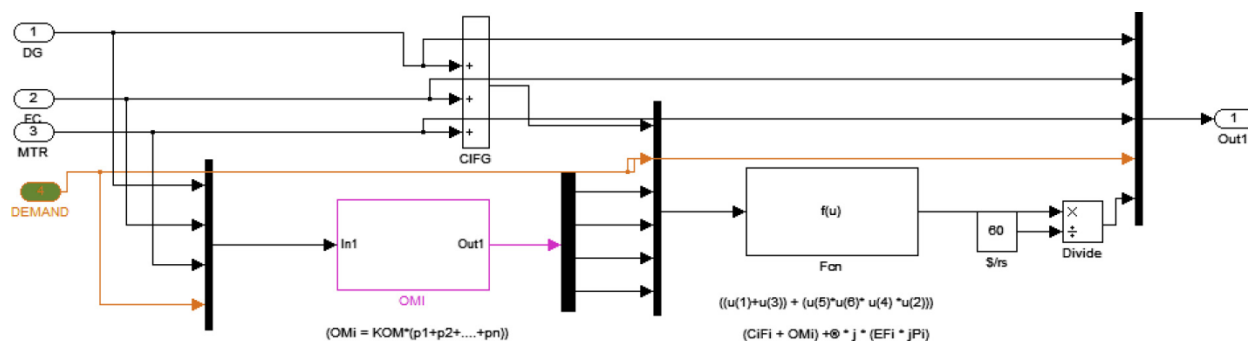 1
DG
2
FC
3
MTR
4
DEMAND
+
+
+
CIFG
In1
Out1
OMI
(OMi = KOM*(p1+p2+....+pn))
f(u)
Fcn
((u(1)+u(3)) + (u(5)*u(6)* u(4) *u(2)))
(CiFi + OMi) +® * j * (EFi * jPi)
60
$/rs
×
÷
Divide
1
Out1